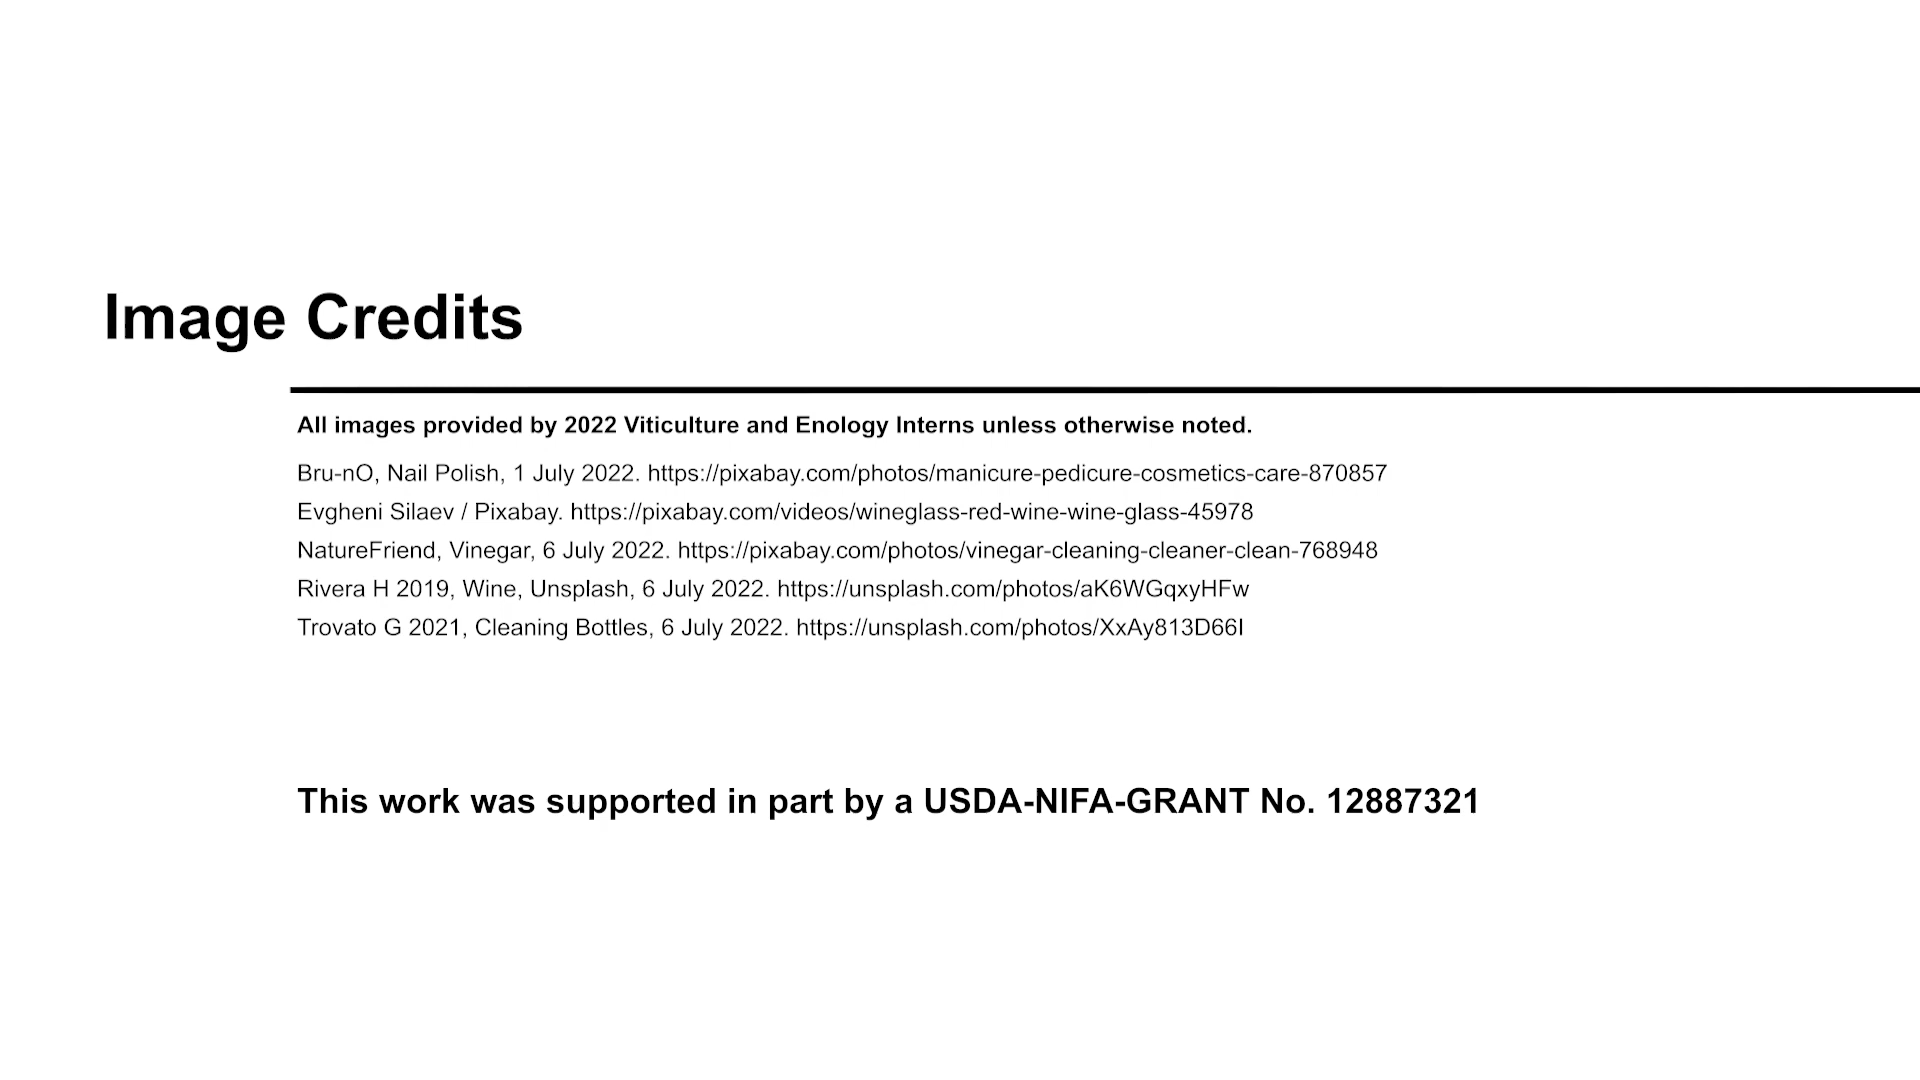 Image Credits
All images provided by 2022 Viticulture and Enology Interns unless otherwise noted.
Bru-nO, Nail Polish, 1 July 2022. https://pixabay.com/photos/manicure-pedicure-cosmetics-care-870857
Evgheni Silaev / Pixabay. https://pixabay.com/videos/wineglass-red-wine-wine-glass-45978
NatureFriend, Vinegar, 6 July 2022. https://pixabay.com/photos/vinegar-cleaning-cleaner-clean-768948
Rivera H 2019, Wine, Unsplash, 6 July 2022. https://unsplash.com/photos/aK6WGqxyHFw
Trovato G 2021, Cleaning Bottles, 6 July 2022. https://unsplash.com/photos/XxAy813D66I
This work was supported in part by a USDA-NIFA-GRANT No. 12887321